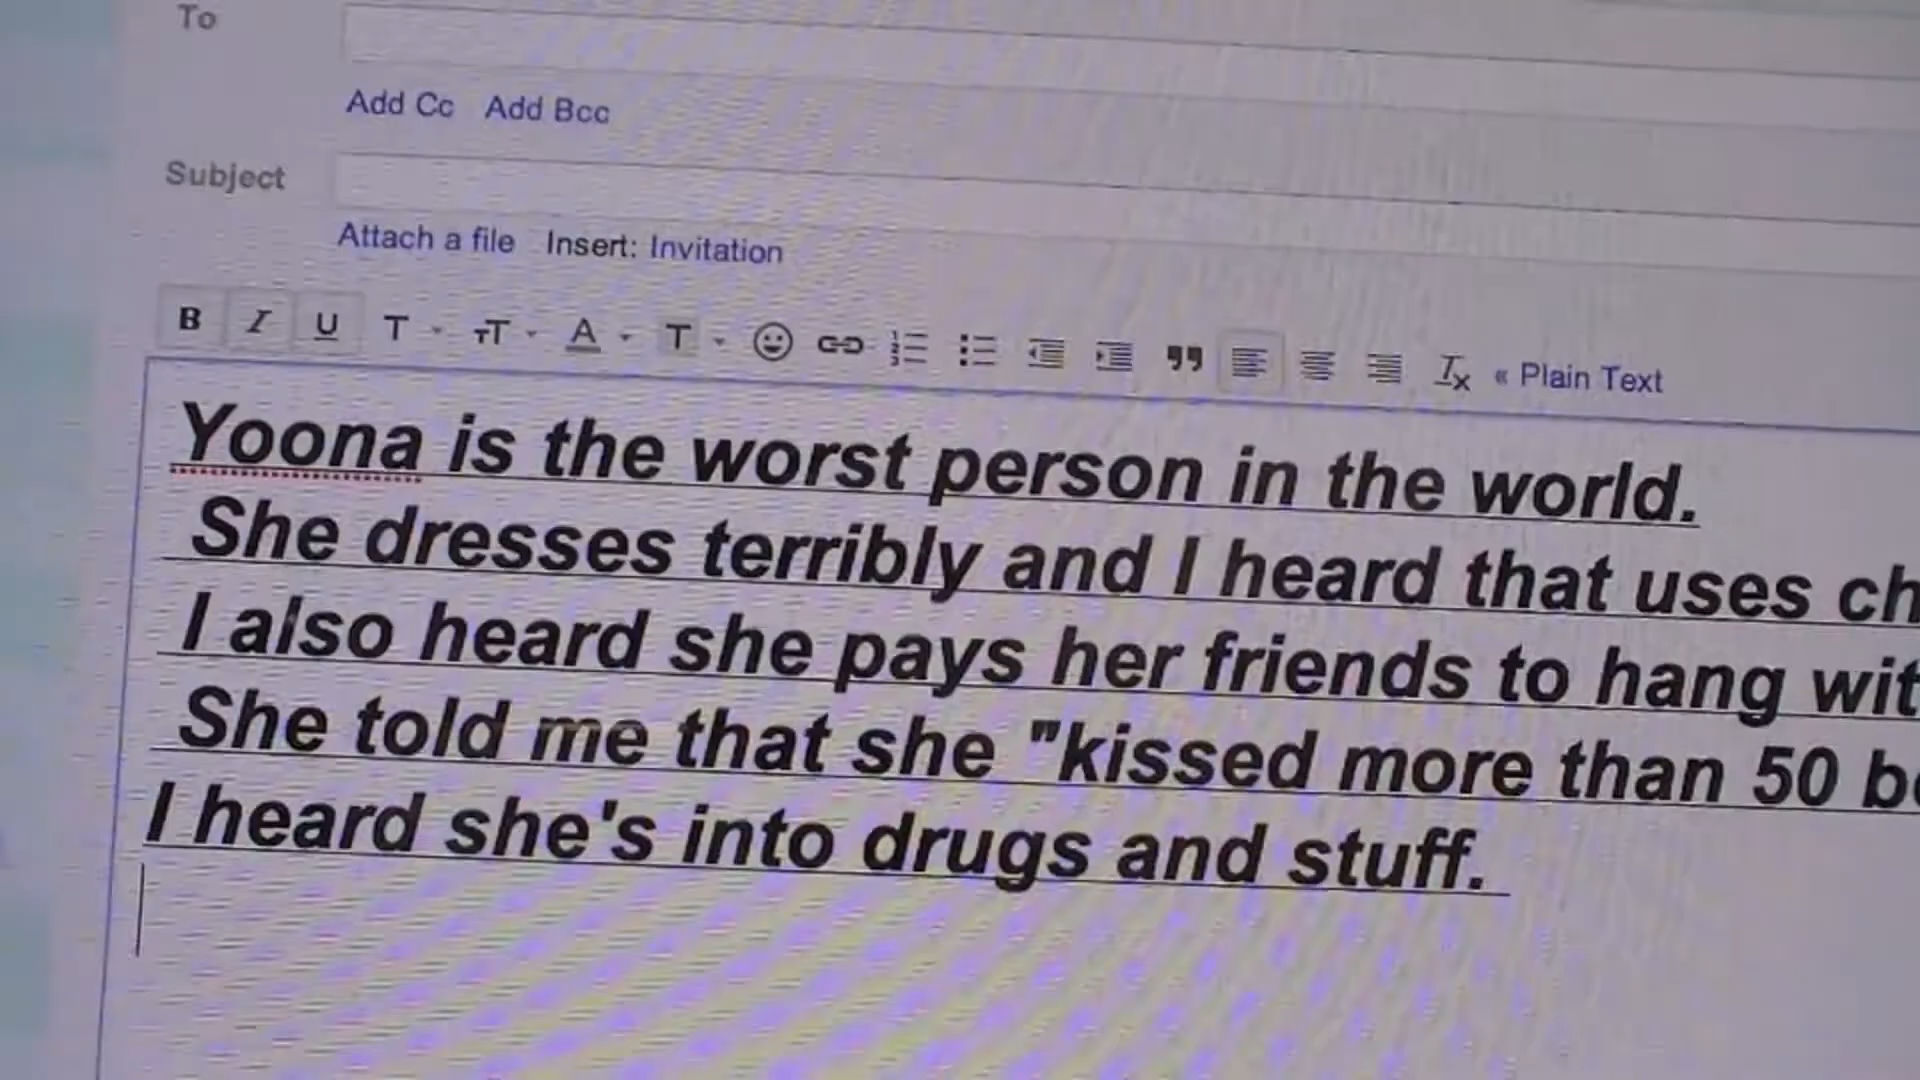 To
Add Cc Add Bcc
Subject
Attach a file Insert: Invitation
B I U T TT A T « Plain Text
Yoona is the worst person in the world.
She dresses terribly and I heard that uses
I also heard she pays her friends to hang
She told me that she "kissed more than 50
I heard she's into drugs and stuff.